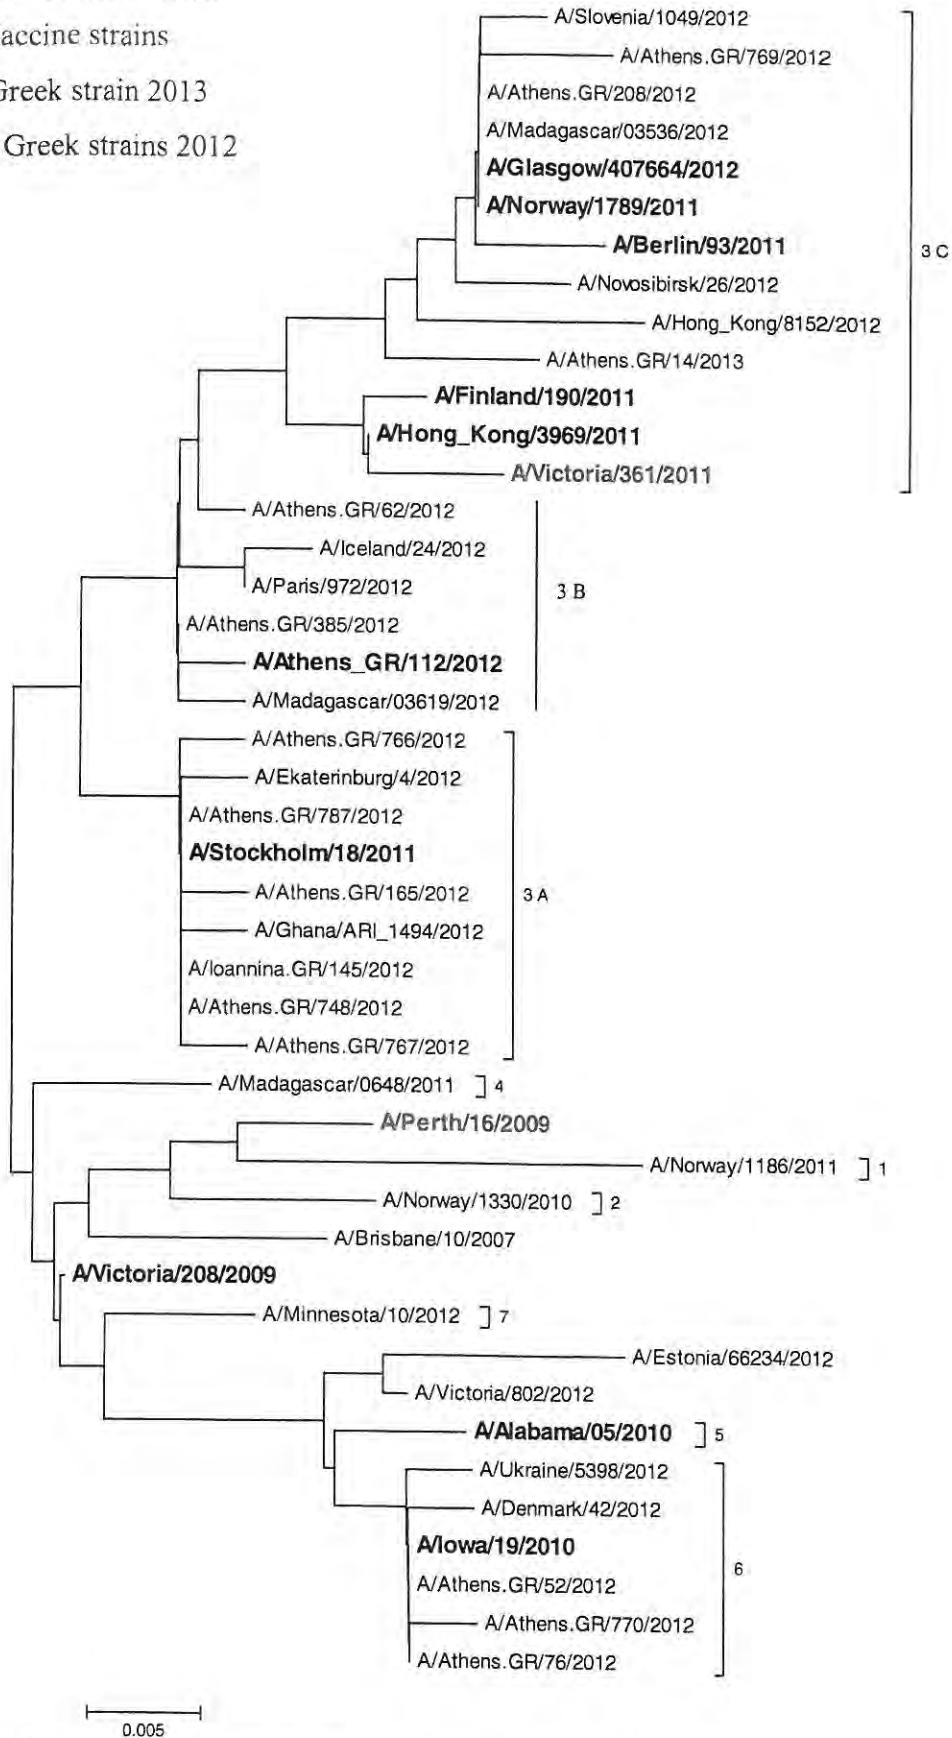 strains
Greek strain 2013
Greek strains 2012
A/Slovenia/1049/2012
A/Athens.GR/769/2012
A/Athens.GR/208/2012
A/Madagascar/03536/2012
A/Glasgow/407664/2012
A/Norway/1789/2011
A/Berlin/93/2011
3 C
A/Novosibirsk/26/2012
A/Hong_Kong/8152/2012
A/Athens.GR/14/2013
A/Finland/190/2011
A/Hong_Kong/3969/2011
A/Victoria/361/2011
A/Athens.GR/62/2012
A/Iceland/24/2012
A/Paris/972/2012
3 B
A/Athens.GR/385/2012
A/Athens_GR/112/2012
A/Madagascar/03619/2012
A/Athens.GR/766/2012
A/Ekaterinburg/4/2012
A/Athens.GR/787/2012
A/Stockholm/18/2011
A/Athens.GR/165/2012
3 A
A/Ghana/ARI_1494/2012
A/Ioannina.GR/145/2012
A/Athens.GR/748/2012
A/Athens.GR/767/2012
A/Madagascar/0648/2011 4
A/Perth/16/2009
A/Norway/1186/2011 1
A/Norway/1330/2010 2
A/Brisbane/10/2007
A/Victoria/208/2009
A/Minnesota/10/2012 7
A/Estonia/66234/2012
A/Victoria/802/2012
A/Alabama/05/2010 5
A/Ukraine/5398/2012
A/Denmark/42/2012
A/Iowa/19/2010
6
A/Athens.GR/52/2012
A/Athens.GR/770/2012
A/Athens.GR/76/2012
0.005